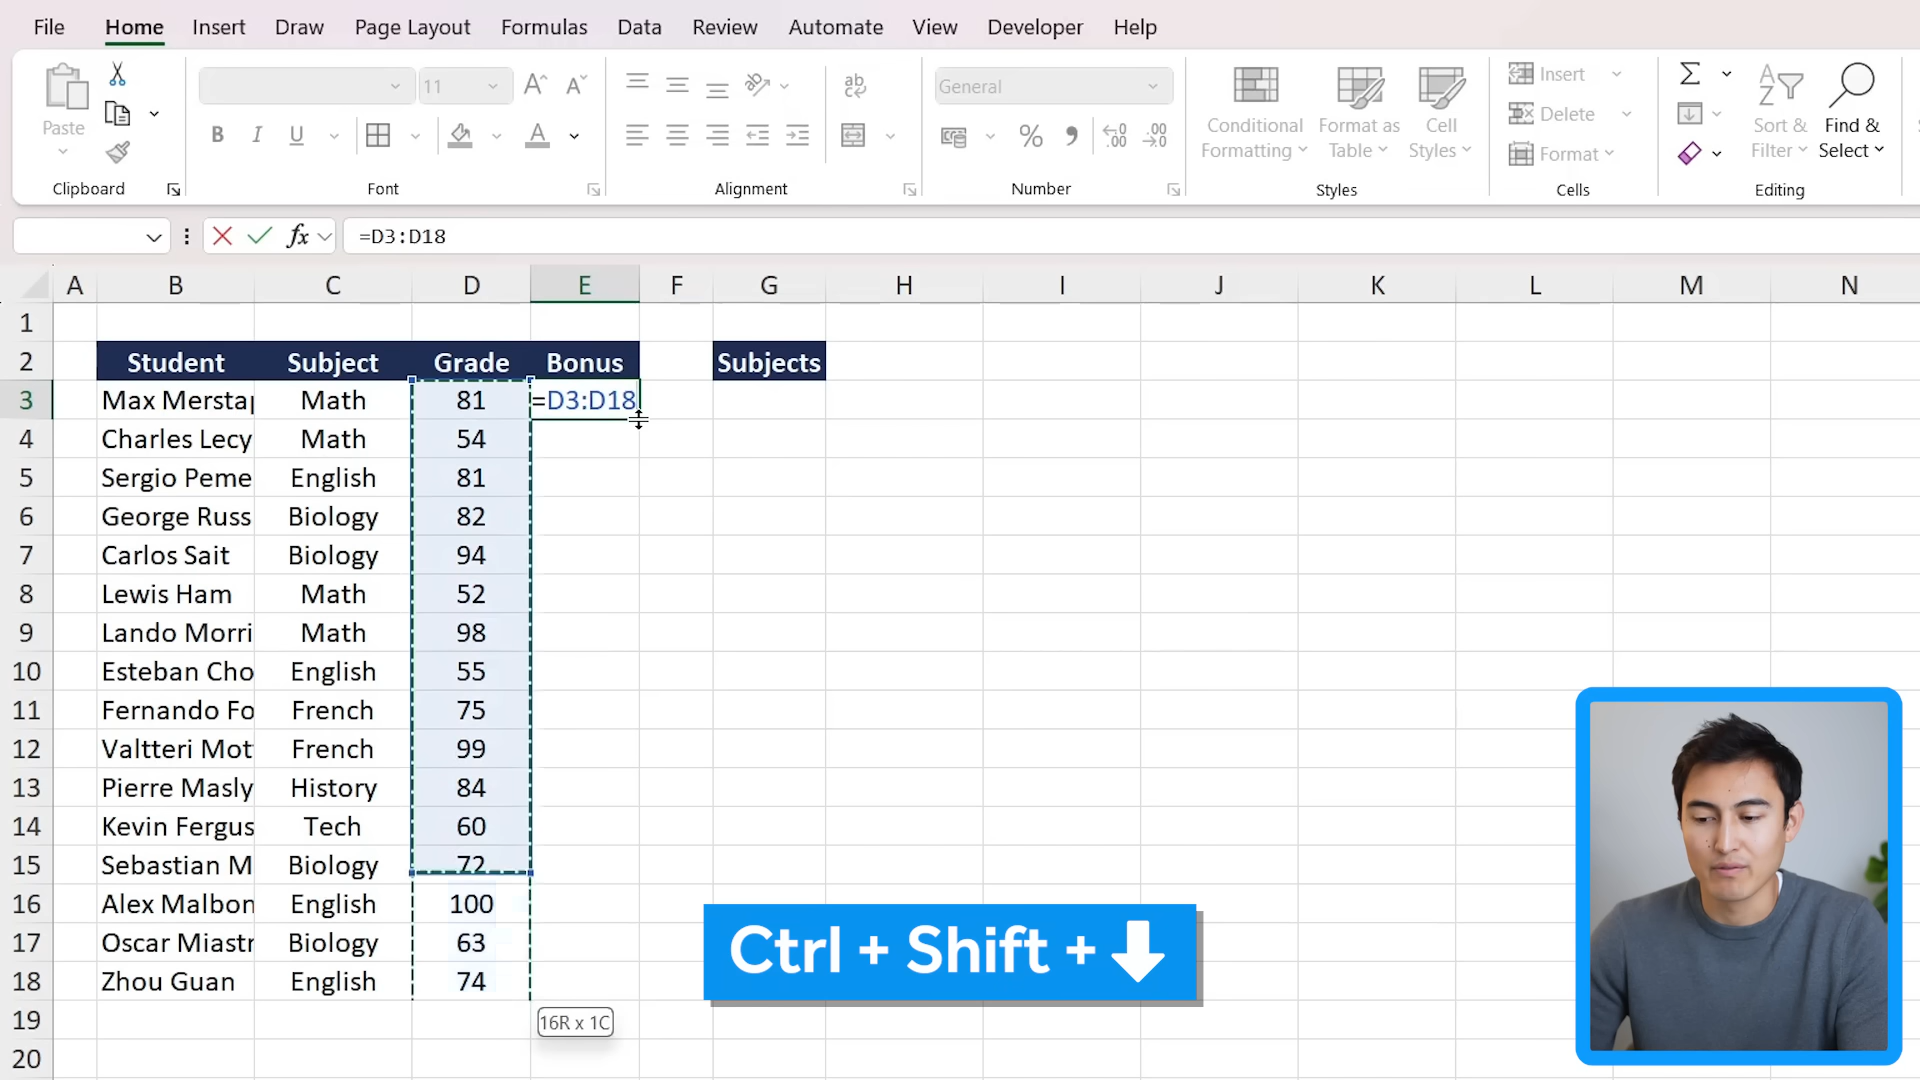 File Home Insert Draw Page Layout Formulas Data Review Automate View Developer Help
Paste
11
A^ A˅
ab
General
Conditional Formatting
Format as Table
Cell Styles
Insert
Delete
Format
Sort & Filter
Find & Select
B I U A
% , .00
Clipboard Font Alignment Number Styles Cells Editing
fx =D3:D18
A B C D E F G H I J K L M N
1
2 Student Subject Grade Bonus Subjects
3 Max Merstap Math 81 =D3:D18
4 Charles Lecy Math 54
5 Sergio Peme English 81
6 George Russ Biology 82
7 Carlos Sait Biology 94
8 Lewis Ham Math 52
9 Lando Morri Math 98
10 Esteban Cho English 55
11 Fernando Fo French 75
12 Valtteri Mot French 99
13 Pierre Masly History 84
14 Kevin Fergus Tech 60
15 Sebastian M Biology 72
16 Alex Malbon English 100
17 Oscar Miastr Biology 63
18 Zhou Guan English 74
19
16R x 1C
20
Ctrl + Shift + ⬇